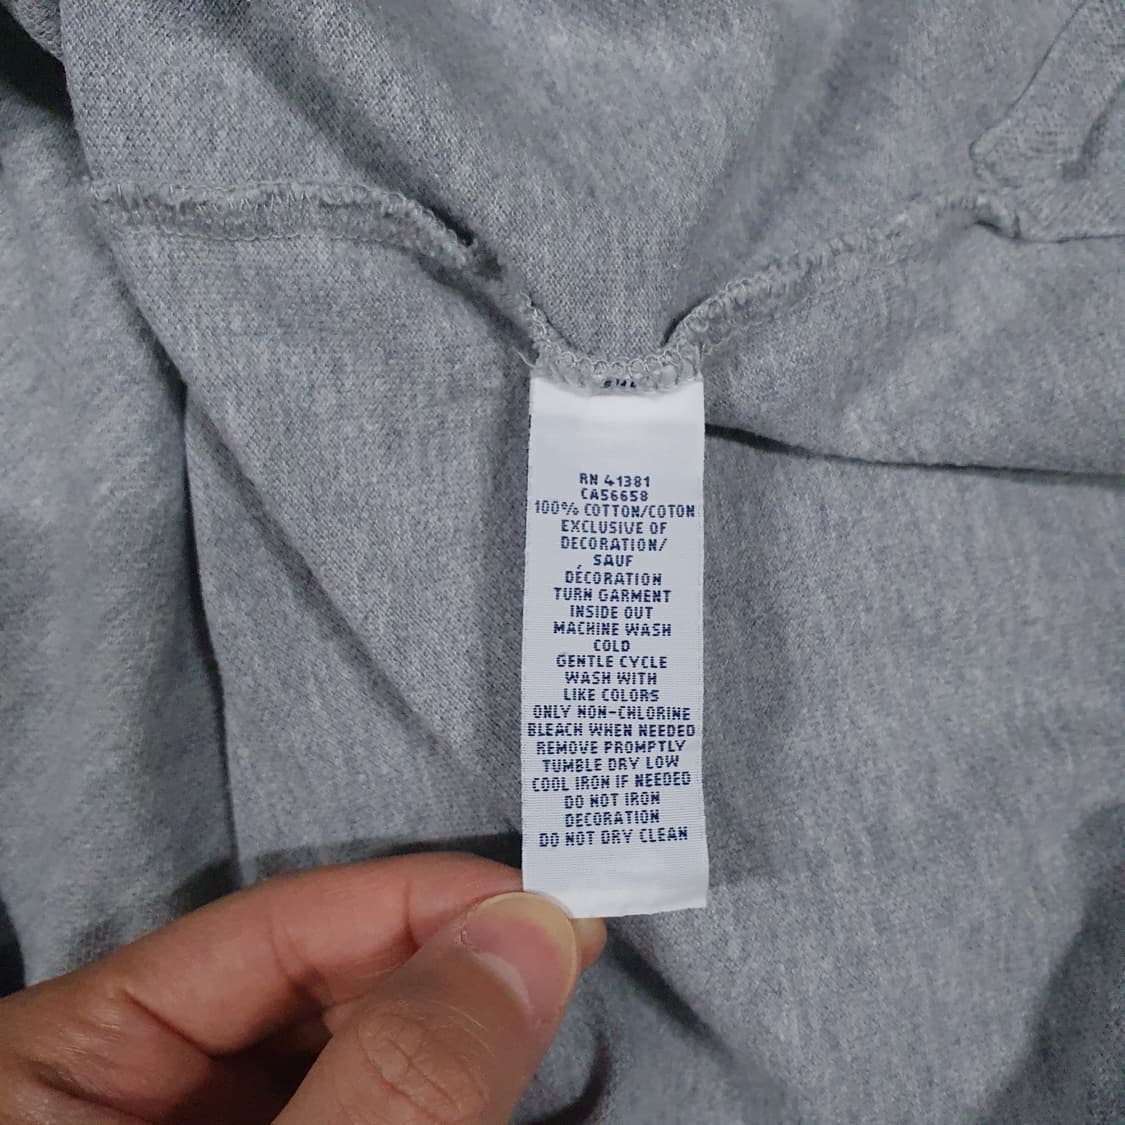 RN 41381
CA56658
100% COTTON/COTON
EXCLUSIVE OF
DECORATION/
SAUF
DÉCORATION
TURN GARMENT
INSIDE OUT
MACHINE WASH
COLD
GENTLE CYCLE
WASH WITH
LIKE COLORS
ONLY NON-CHLORINE
BLEACH WHEN NEEDED
REMOVE PROMPTLY
TUMBLE DRY LOW
COOL IRON IF NEEDED
DO NOT IRON
DECORATION
DO NOT DRY CLEAN